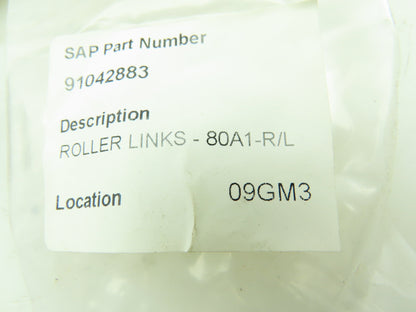 SAP Part Number
91042883
Description
ROLLER LINKS - 80A1-R/L
Location 09GM3